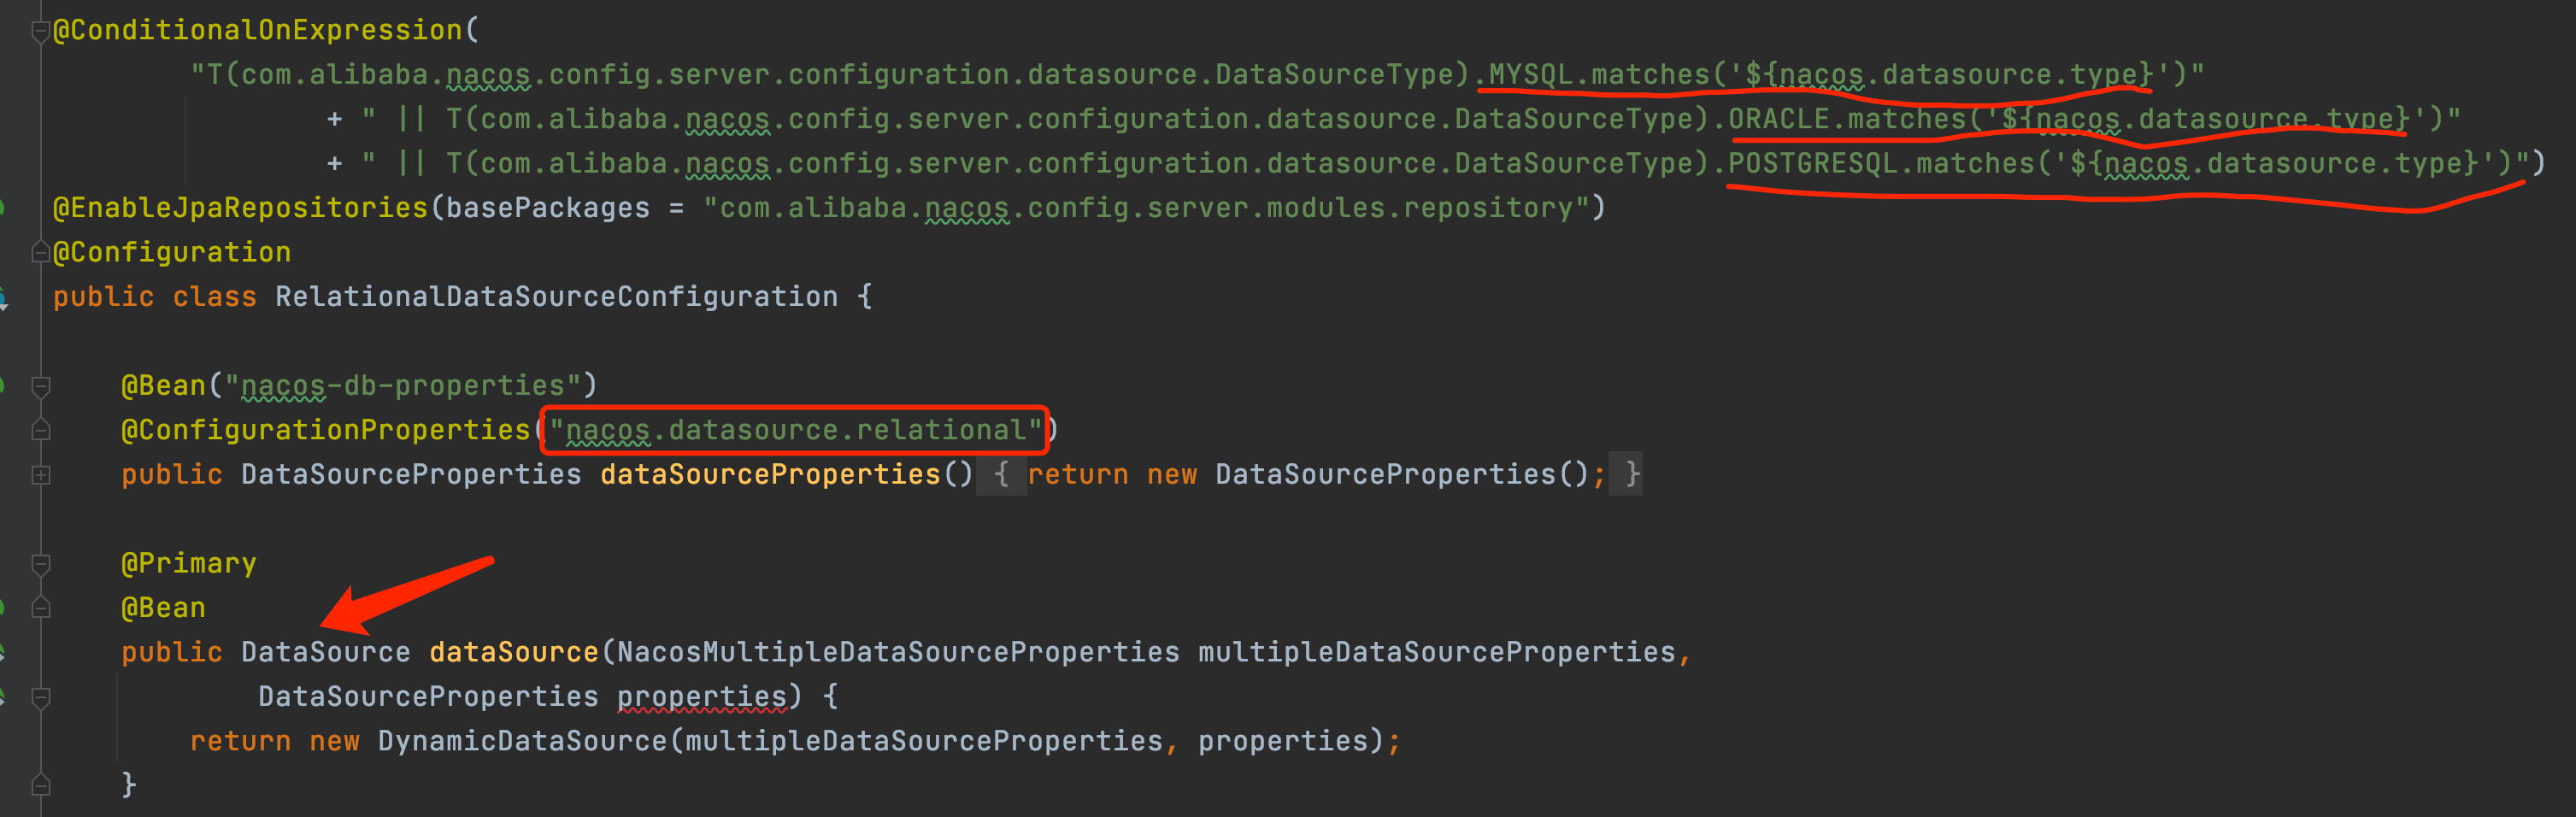 @ConditionalOnExpression(
"T(com.alibaba.nacos.config.server.configuration.datasource.DataSourceType).MYSQL.matches('${nacos.datasource.type}')"
+ " || T(com.alibaba.nacos.config.server.configuration.datasource.DataSourceType).ORACLE.matches('${nacos.datasource.type}')"
+ " || T(com.alibaba.nacos.config.server.configuration.datasource.DataSourceType).POSTGRESQL.matches('${nacos.datasource.type}')")
@EnableJpaRepositories(basePackages = "com.alibaba.nacos.config.server.modules.repository")
@Configuration
public class RelationalDataSourceConfiguration {
@Bean("nacos-db-properties")
@ConfigurationProperties("nacos.datasource.relational")
public DataSourceProperties dataSourceProperties() { return new DataSourceProperties(); }
@Primary
@Bean
public DataSource dataSource(NacosMultipleDataSourceProperties multipleDataSourceProperties,
DataSourceProperties properties) {
return new DynamicDataSource(multipleDataSourceProperties, properties);
}